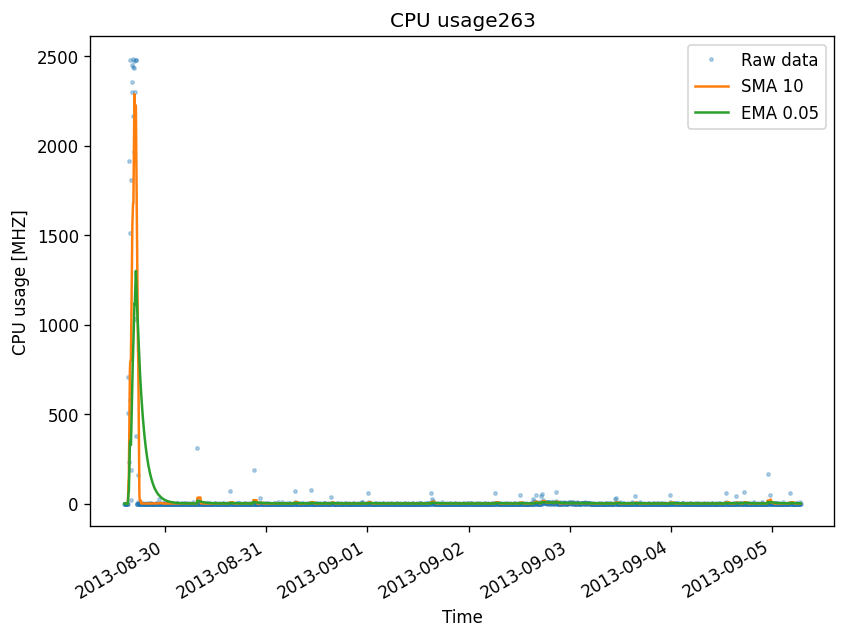 CPU usage263
Raw data
SMA 10
EMA 0.05
2500
2000
1500
1000
500
0
CPU usage [MHZ]
2013-08-30
2013-08-31
2013-09-01
2013-09-02
2013-09-03
2013-09-04
2013-09-05
Time